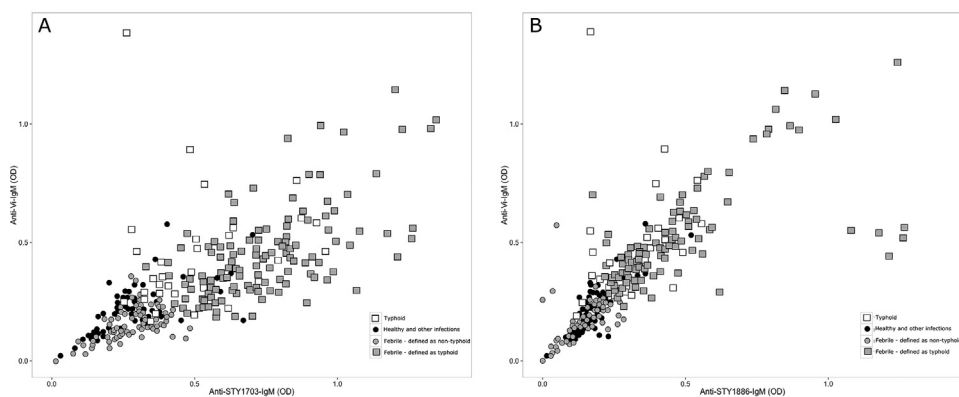 A
Anti-Vi-IgM (OD)
1.0
0.5
0.0
0.0
0.5
1.0
Anti-STY1703-IgM (OD)
Typhoid
Healthy and other infections
Febrile - defined as non-typhoid
Febrile - defined as typhoid
B
Anti-Vi-IgM (OD)
1.0
0.5
0.0
0.0
0.5
1.0
Anti-STY1886-IgM (OD)
Typhoid
Healthy and other infections
Febrile - defined as non-typhoid
Febrile - defined as typhoid